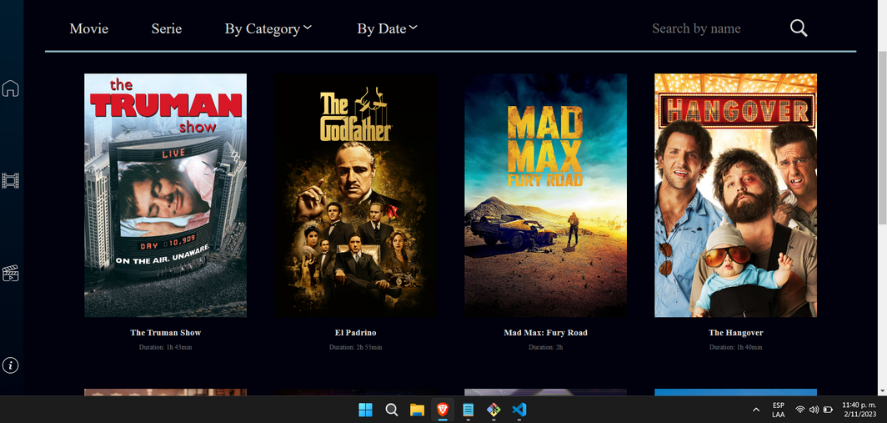 Movie
Serie
By Category
By Date
Search by name
the
TRUMAN
show
LIVE
DAY 10,909
ON THE AIR. UNAWARE.
The
Godfather
MAD
MAX
FURY ROAD
HANGOVER
The Truman Show
El Padrino
Mad Max: Fury Road
The Hangover
Duration: 1h 43min
Duration: 2h 55min
Duration: 2h
Duration: 1h 40min
ESP
LAA
11:40 p. m.
2/11/2023